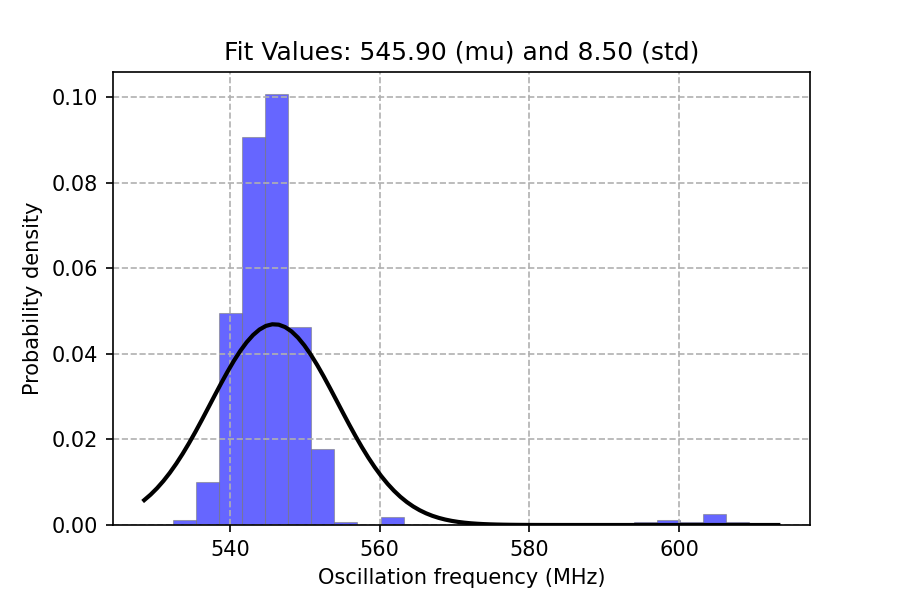 Fit Values: 545.90 (mu) and 8.50 (std)
Probability density
0.10
0.08
0.06
0.04
0.02
0.00
540 560 580 600
Oscillation frequency (MHz)